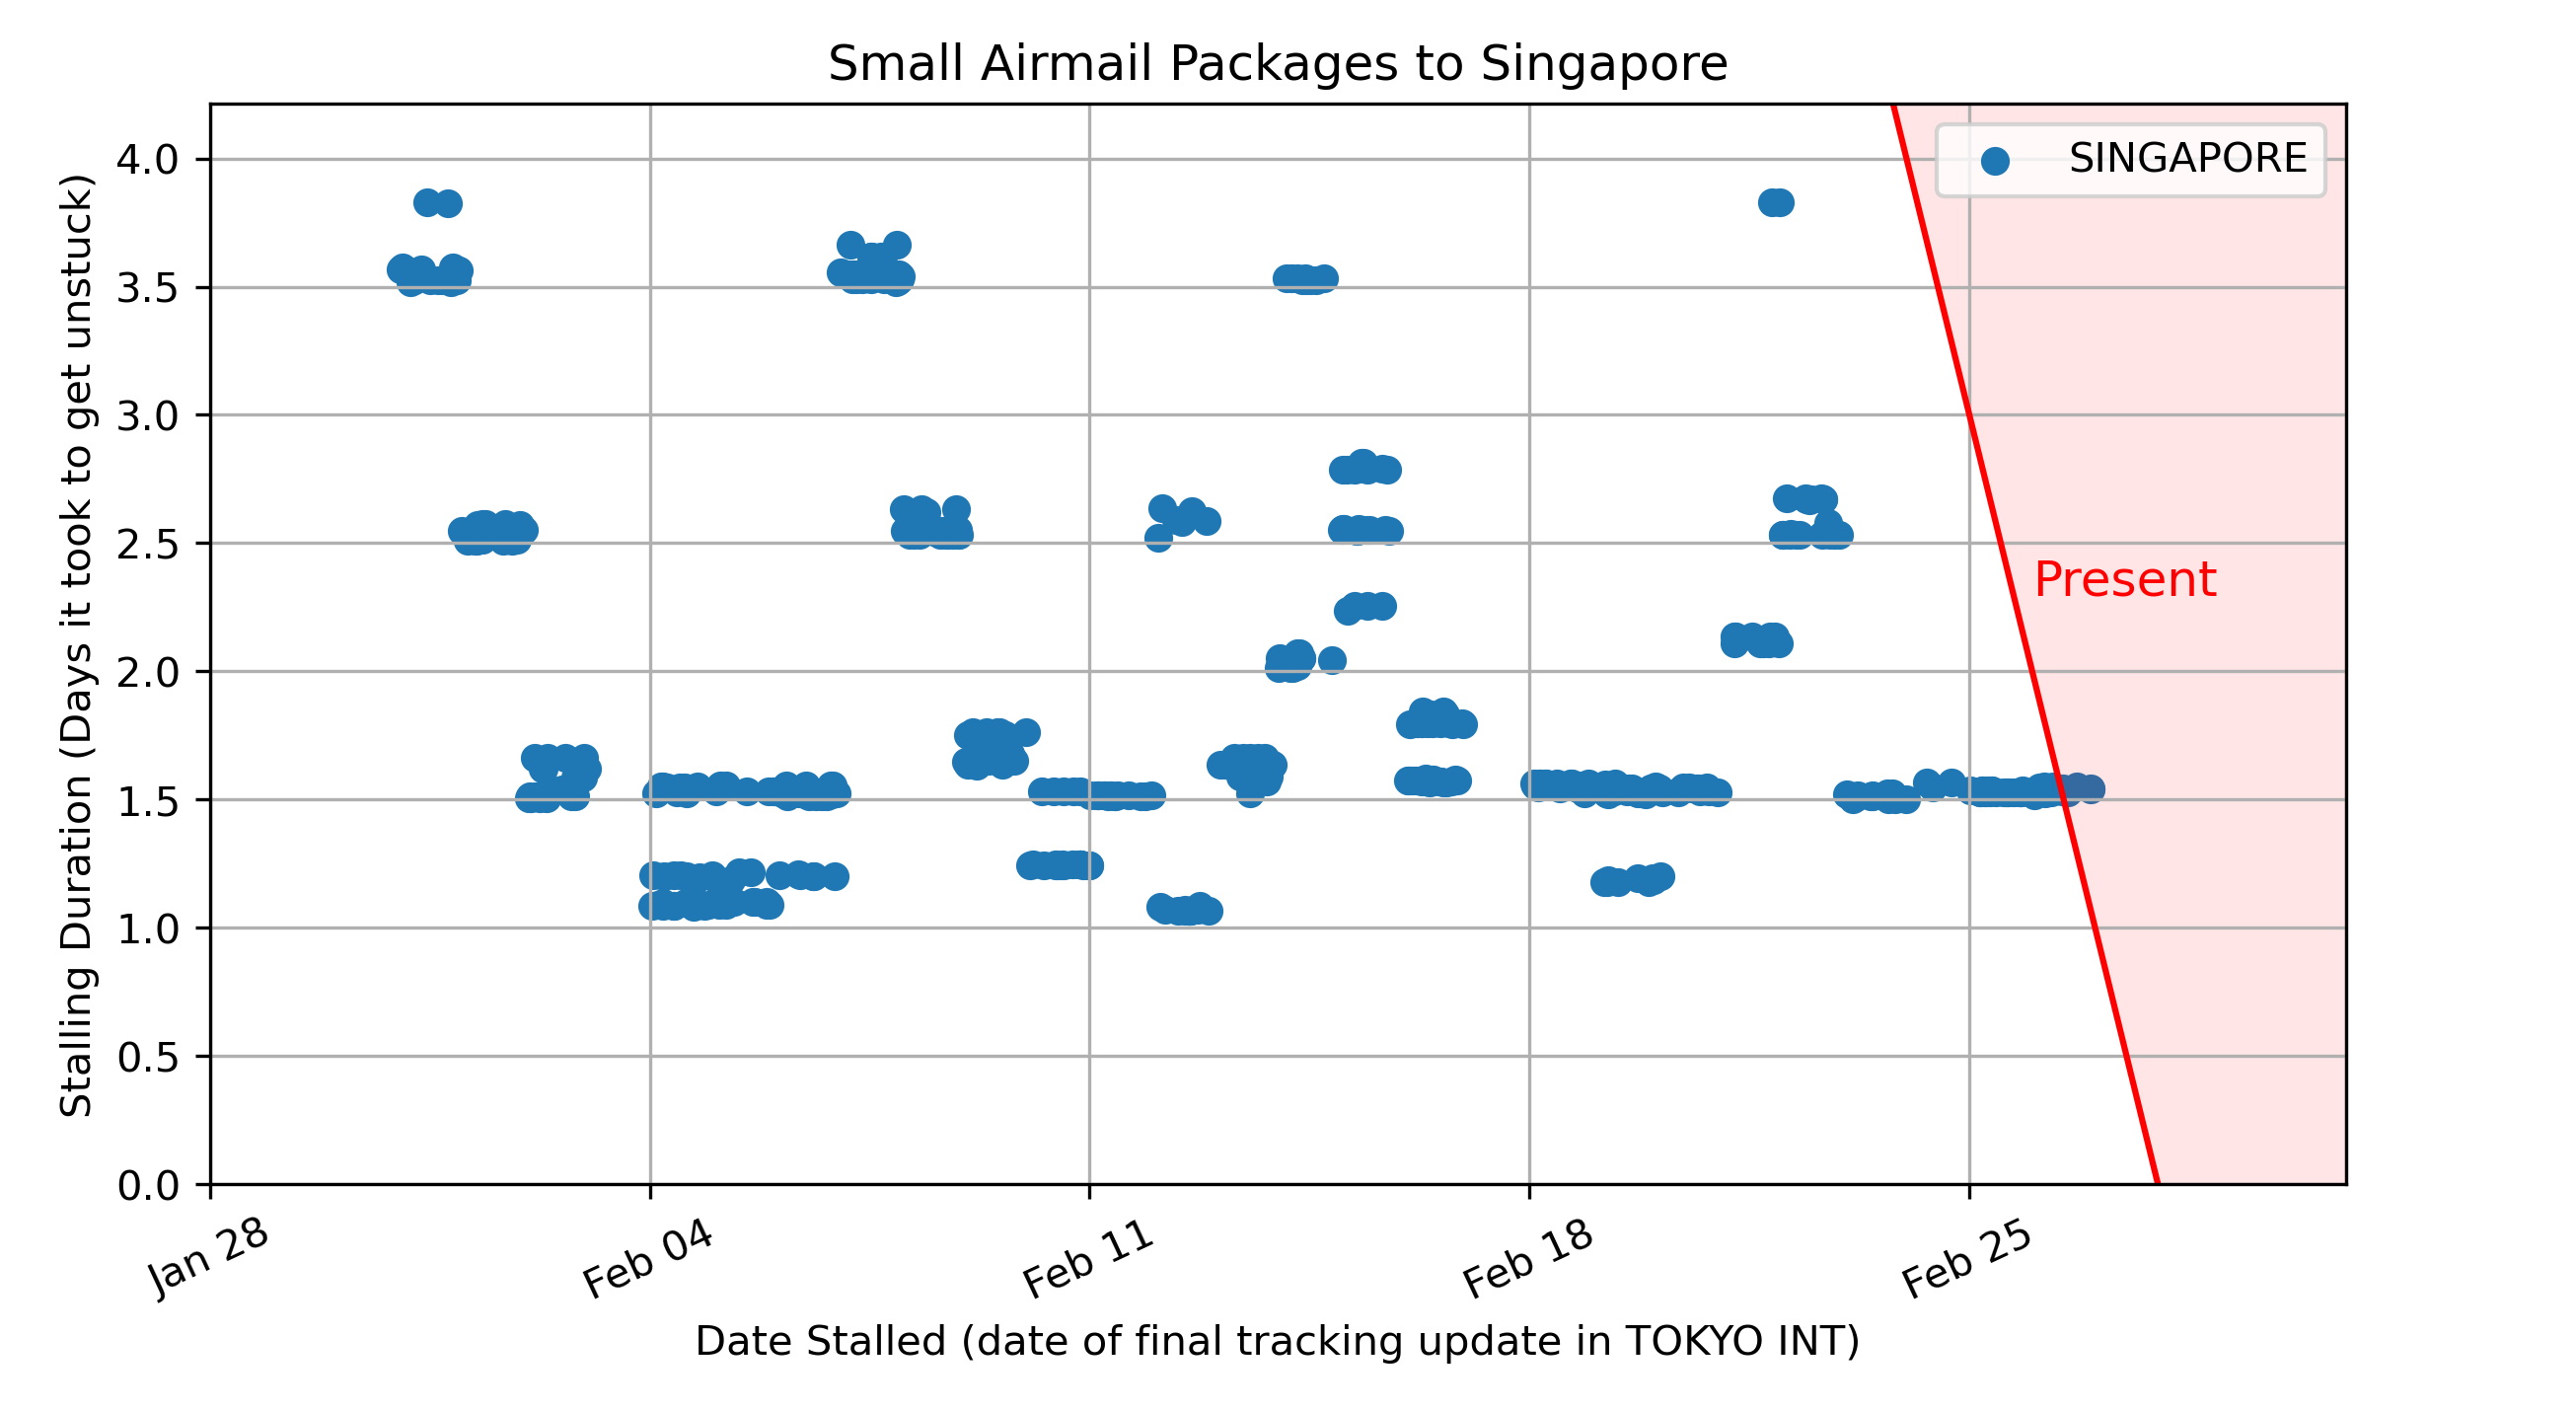 Small Airmail Packages to Singapore
SINGAPORE
Present
Stalling Duration (Days it took to get unstuck)
4.0
3.5
3.0
2.5
2.0
1.5
1.0
0.5
0.0
Jan 28
Feb 04
Feb 11
Feb 18
Feb 25
Date Stalled (date of final tracking update in TOKYO INT)